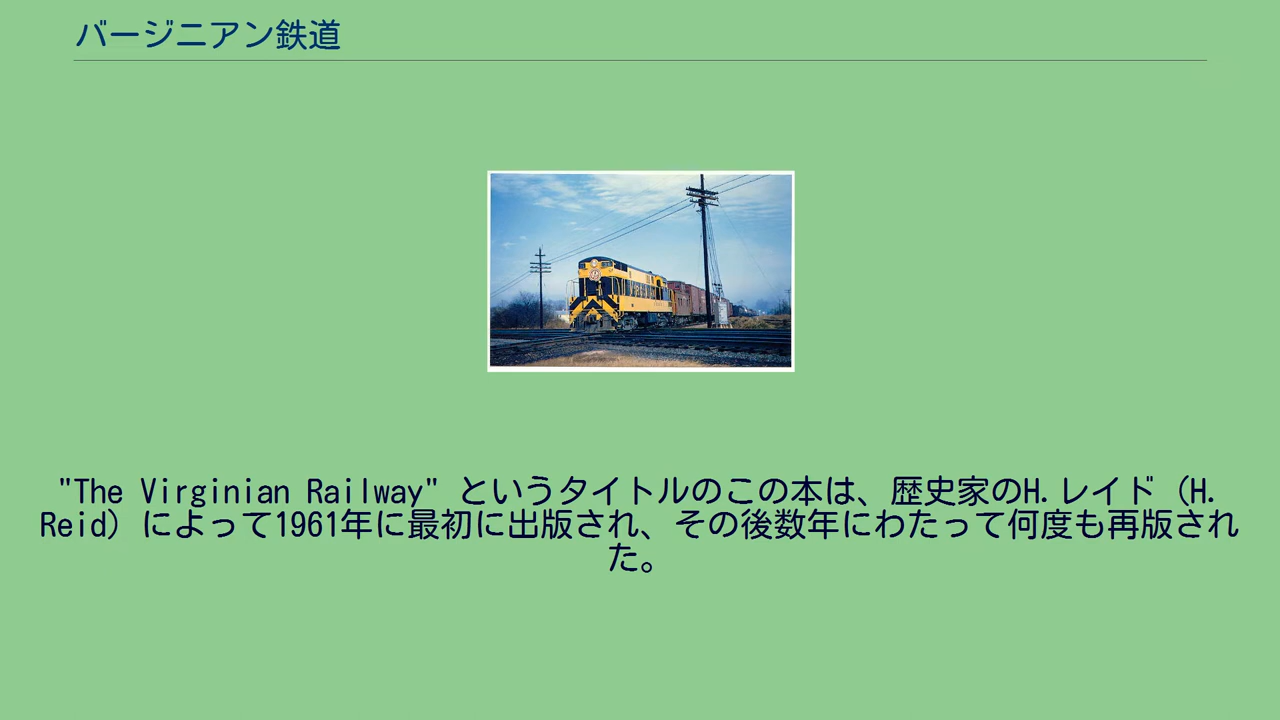 バージニアン鉄道
"The Virginian Railway" というタイトルのこの本は、歴史家のH.レイド (H.
Reid) によって1961年に最初に出版され、その後数年にわたって何度も再版され
た。